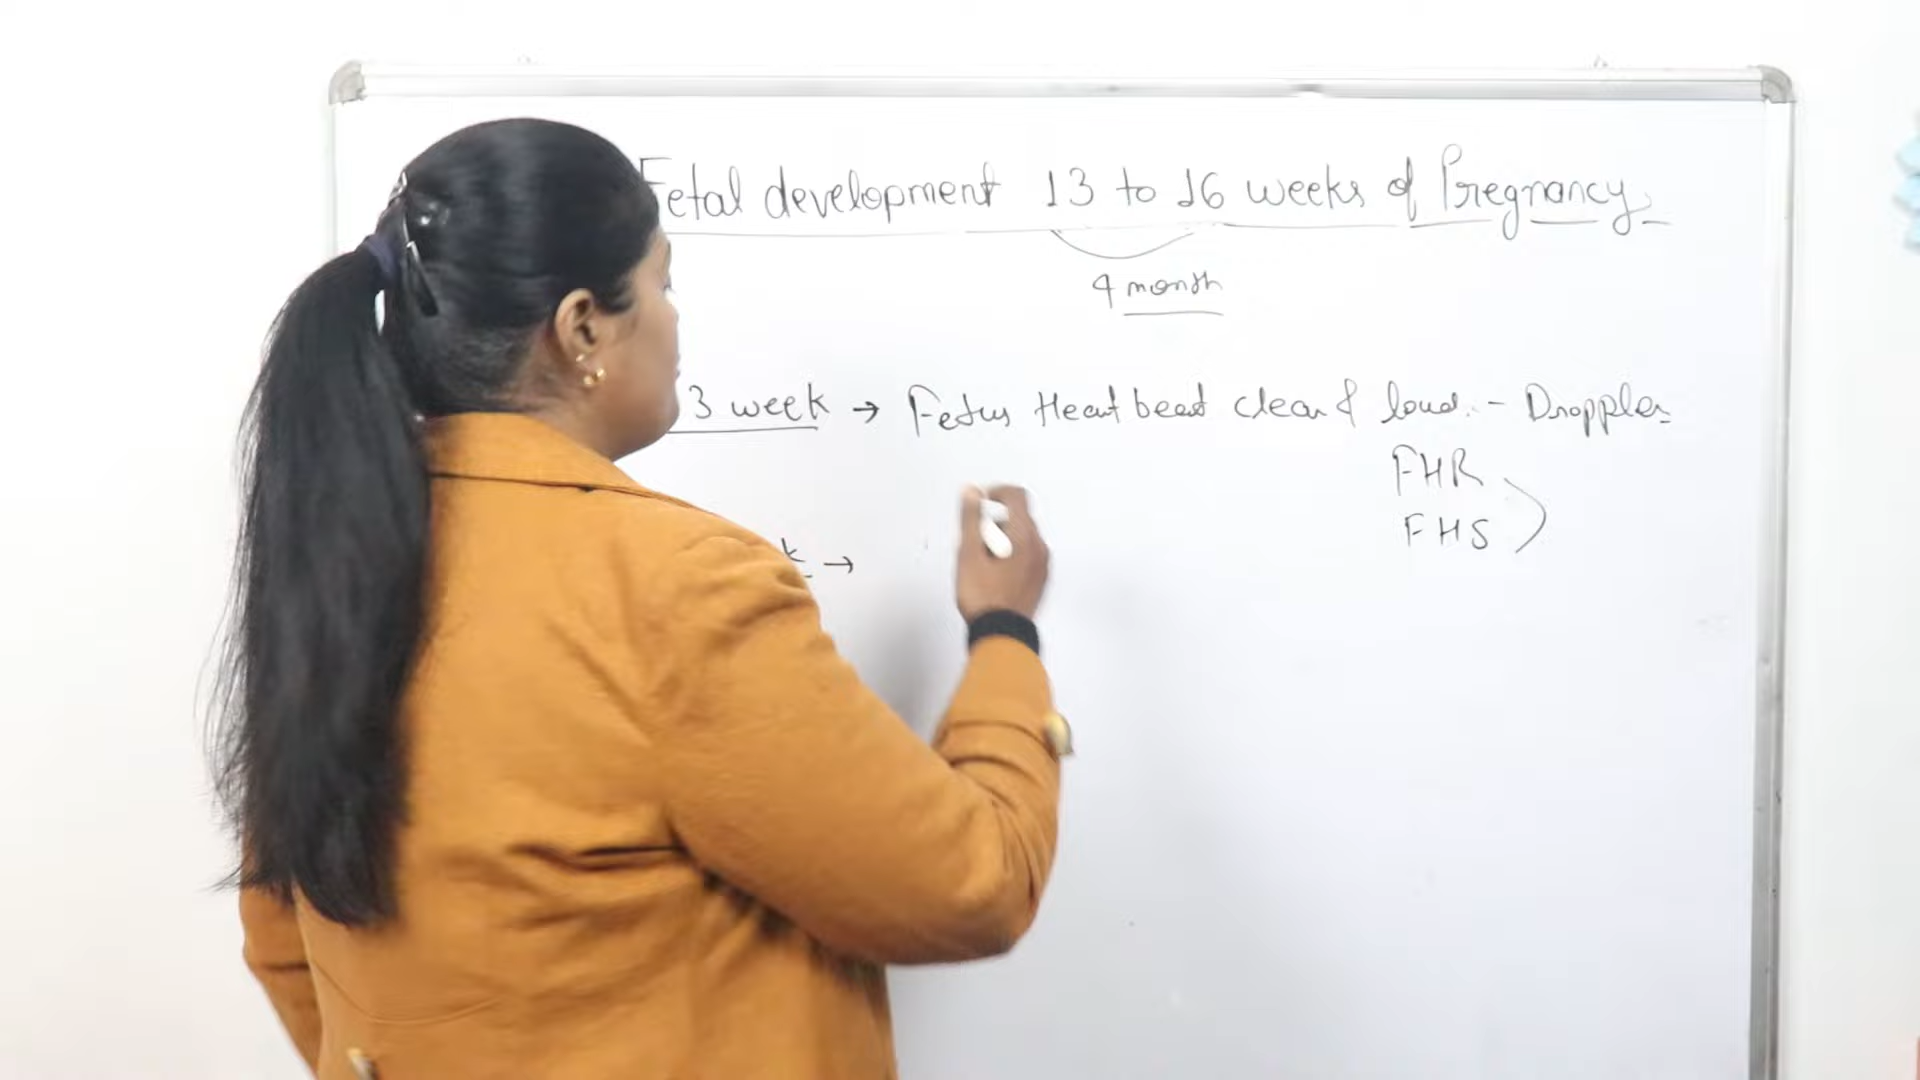 Fetal development 13 to 16 weeks of Pregnancy
4 month
3 week → Fetus Heart beat clear & loud. - Doppler
FHR
FHS
→